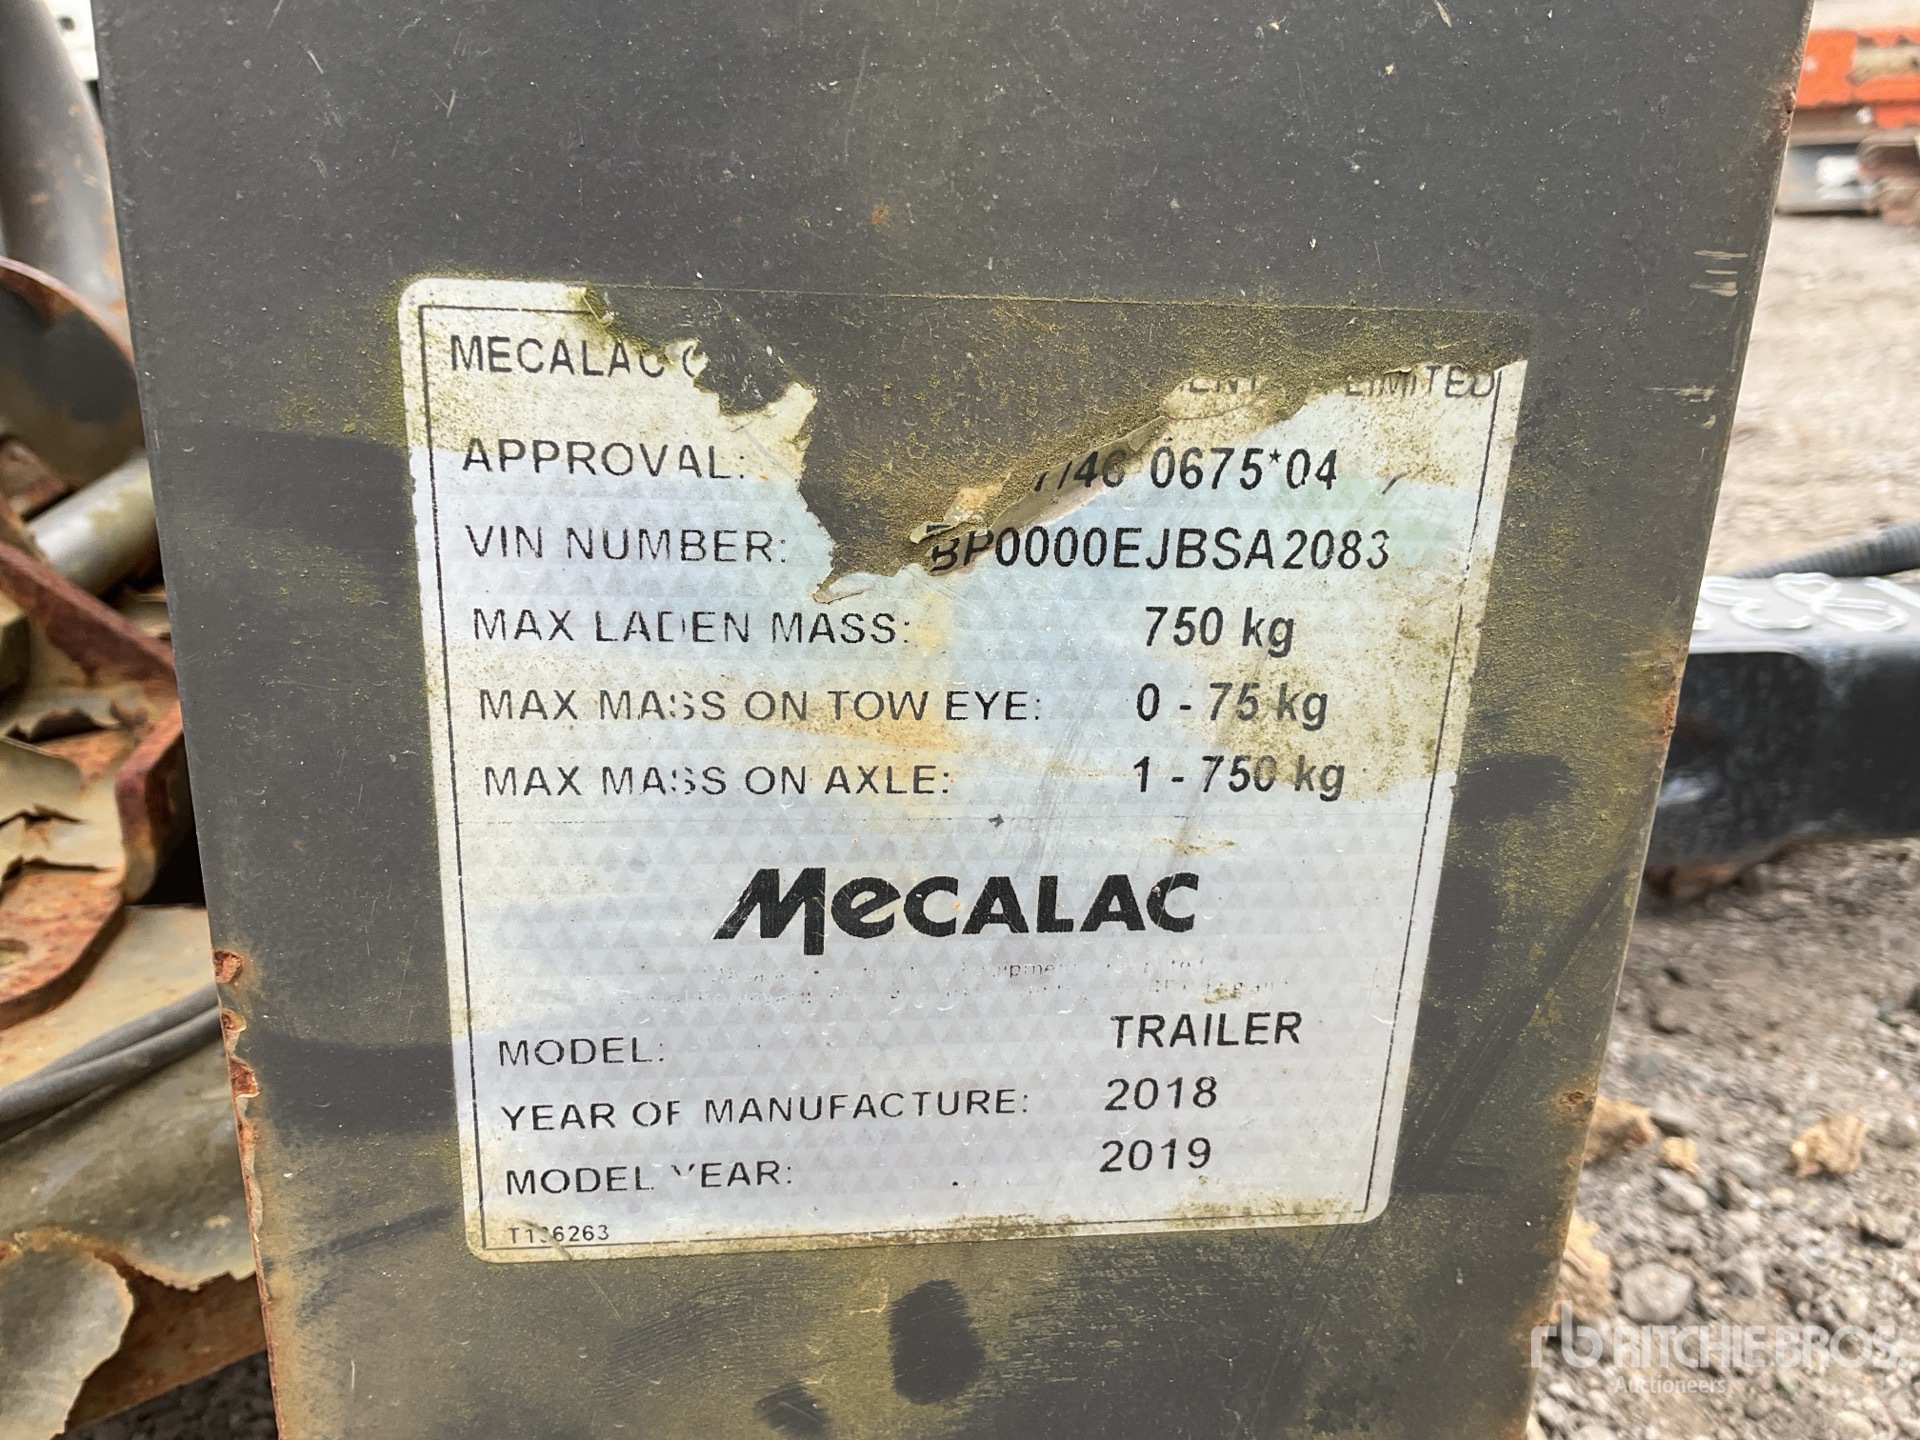 MECALAC
LIMITED
APPROVAL: 0675*04
VIN NUMBER: BP0000EJBSA2083
MAX LADEN MASS: 750 kg
MAX MASS ON TOW EYE: 0 - 75 kg
MAX MASS ON AXLE: 1 - 750 kg
MECALAC
MODEL: TRAILER
YEAR OF MANUFACTURE: 2018
MODEL YEAR: 2019
rb RITCHIE BROS.
Auctioneers